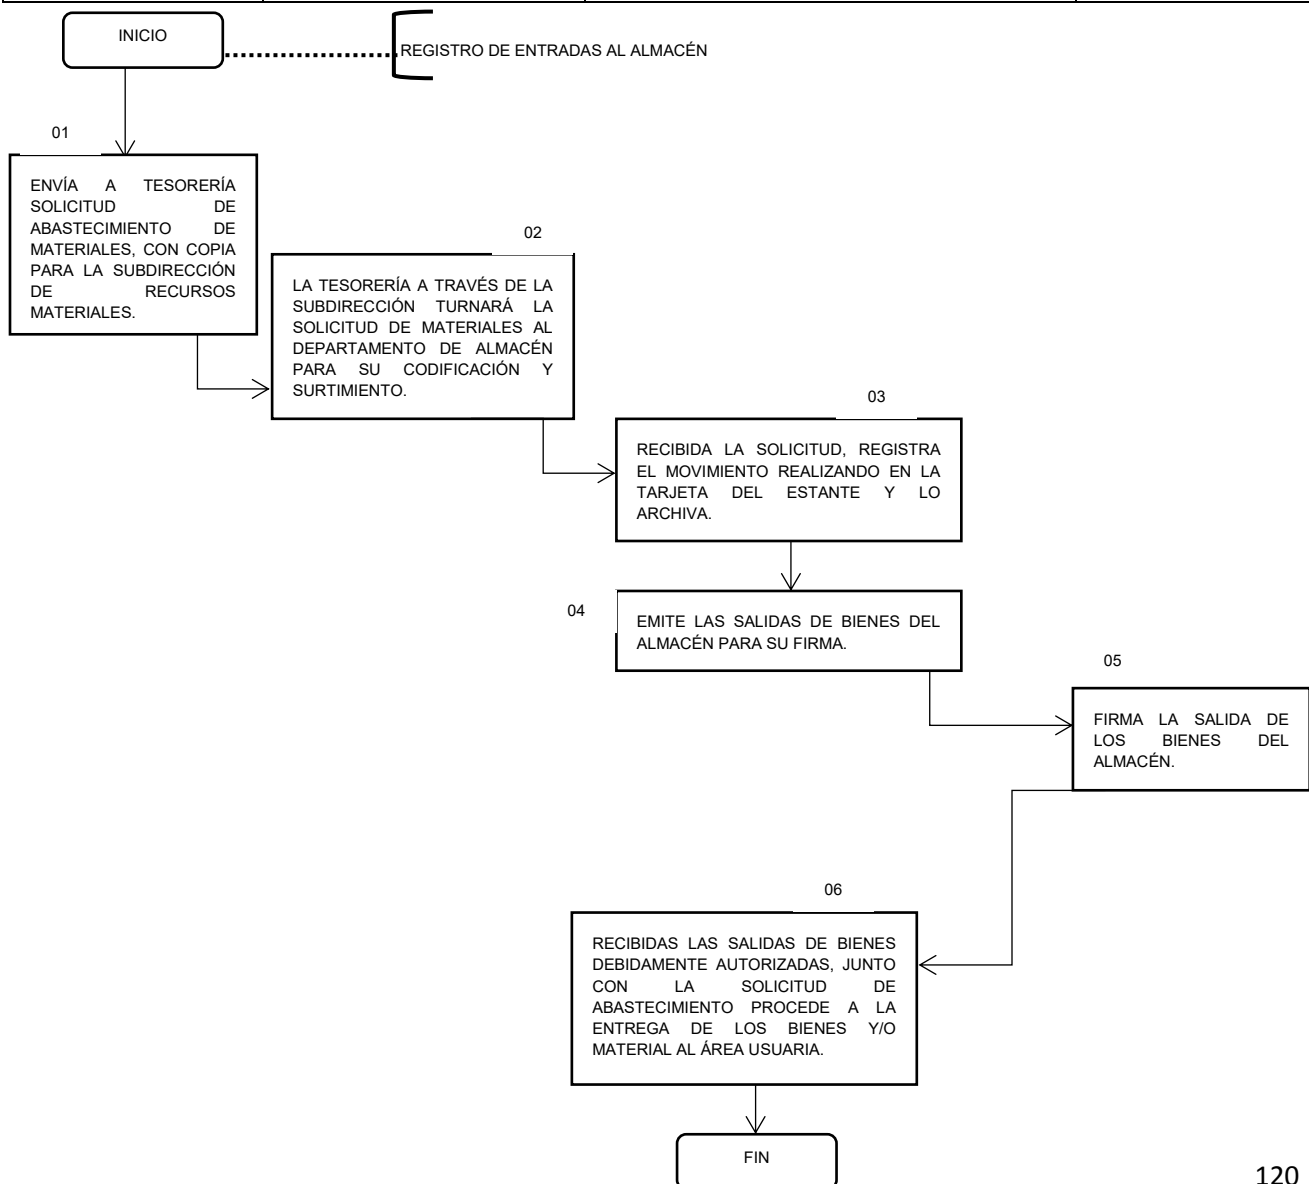 INICIO
REGISTRO DE ENTRADAS AL ALMACÉN
01
ENVÍA A TESORERÍA
SOLICITUD DE
ABASTECIMIENTO DE
MATERIALES, CON COPIA
PARA LA SUBDIRECCIÓN
DE RECURSOS
MATERIALES.
02
LA TESORERÍA A TRAVÉS DE LA
SUBDIRECCIÓN TURNARÁ LA
SOLICITUD DE MATERIALES AL
DEPARTAMENTO DE ALMACÉN
PARA SU CODIFICACIÓN Y
SURTIMIENTO.
03
RECIBIDA LA SOLICITUD, REGISTRA
EL MOVIMIENTO REALIZANDO EN LA
TARJETA DEL ESTANTE Y LO
ARCHIVA.
04
EMITE LAS SALIDAS DE BIENES DEL
ALMACÉN PARA SU FIRMA.
05
FIRMA LA SALIDA DE
LOS BIENES DEL
ALMACÉN.
06
RECIBIDAS LAS SALIDAS DE BIENES
DEBIDAMENTE AUTORIZADAS, JUNTO
CON LA SOLICITUD DE
ABASTECIMIENTO PROCEDE A LA
ENTREGA DE LOS BIENES Y/O
MATERIAL AL ÁREA USUARIA.
FIN
120